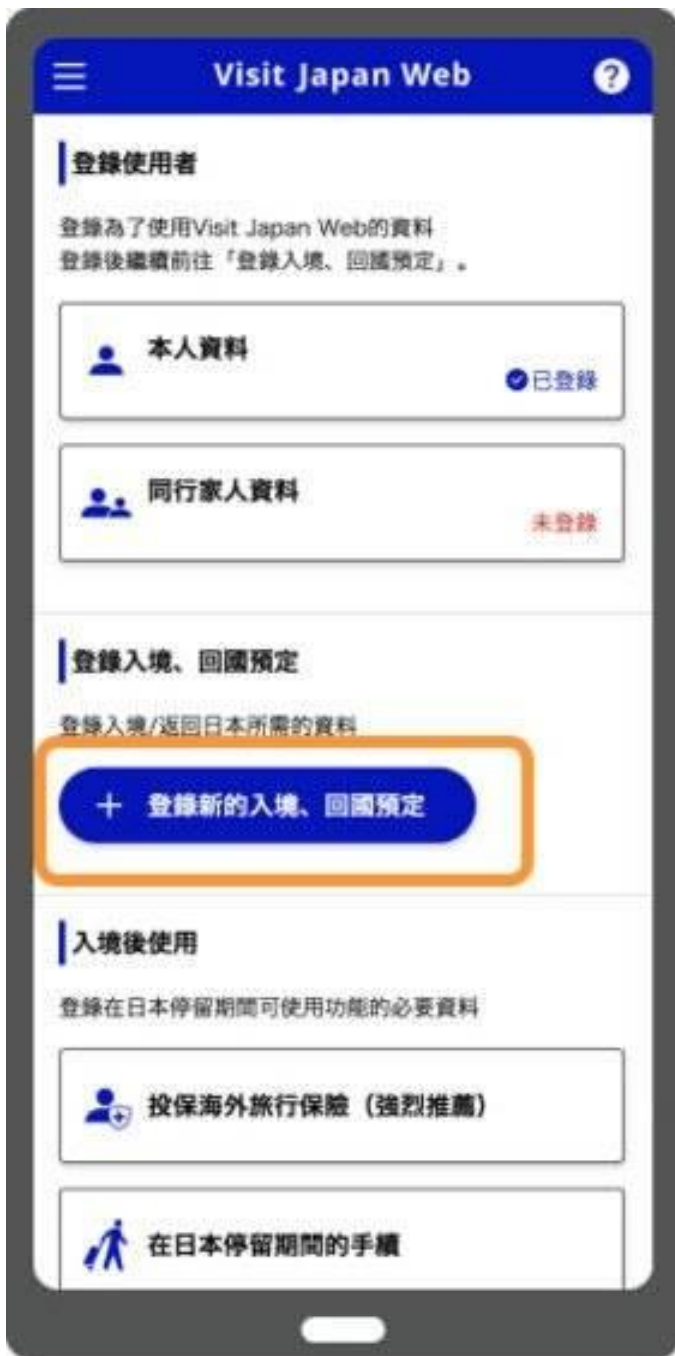 Visit Japan Web
?
登錄使用者
登錄為了使用Visit Japan Web的資料
登錄後繼續前往「登錄入境、回國預定」。
本人資料
已登錄
同行家人資料
未登錄
登錄入境、回國預定
登錄入境/返回日本所需的資料
+ 登錄新的入境、回國預定
入境後使用
登錄在日本停留期間可使用功能的必要資料
投保海外旅行保險（強烈推薦）
在日本停留期間的手續